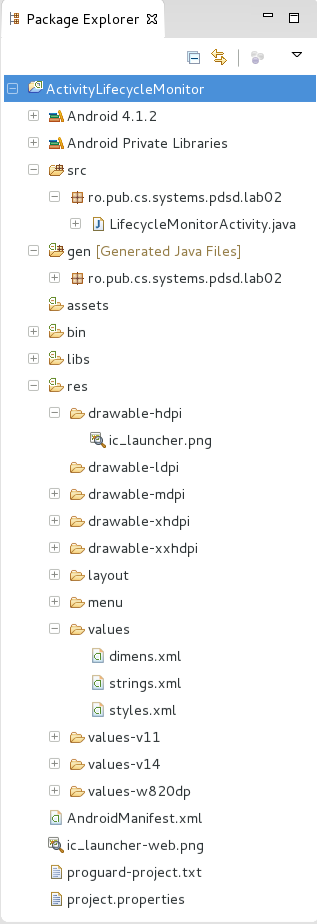 Package Explorer
ActivityLifecycleMonitor
Android 4.1.2
Android Private Libraries
src
ro.pub.cs.systems.pdsd.lab02
LifecycleMonitorActivity.java
gen [Generated Java Files]
ro.pub.cs.systems.pdsd.lab02
assets
bin
libs
res
drawable-hdpi
ic_launcher.png
drawable-ldpi
drawable-mdpi
drawable-xhdpi
drawable-xxhdpi
layout
menu
values
dimens.xml
strings.xml
styles.xml
values-v11
values-v14
values-w820dp
AndroidManifest.xml
ic_launcher-web.png
proguard-project.txt
project.properties